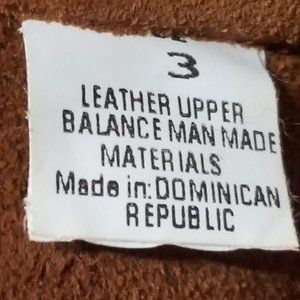 3
LEATHER UPPER
BALANCE MAN MADE
MATERIALS
Made in: DOMINICAN
REPUBLIC